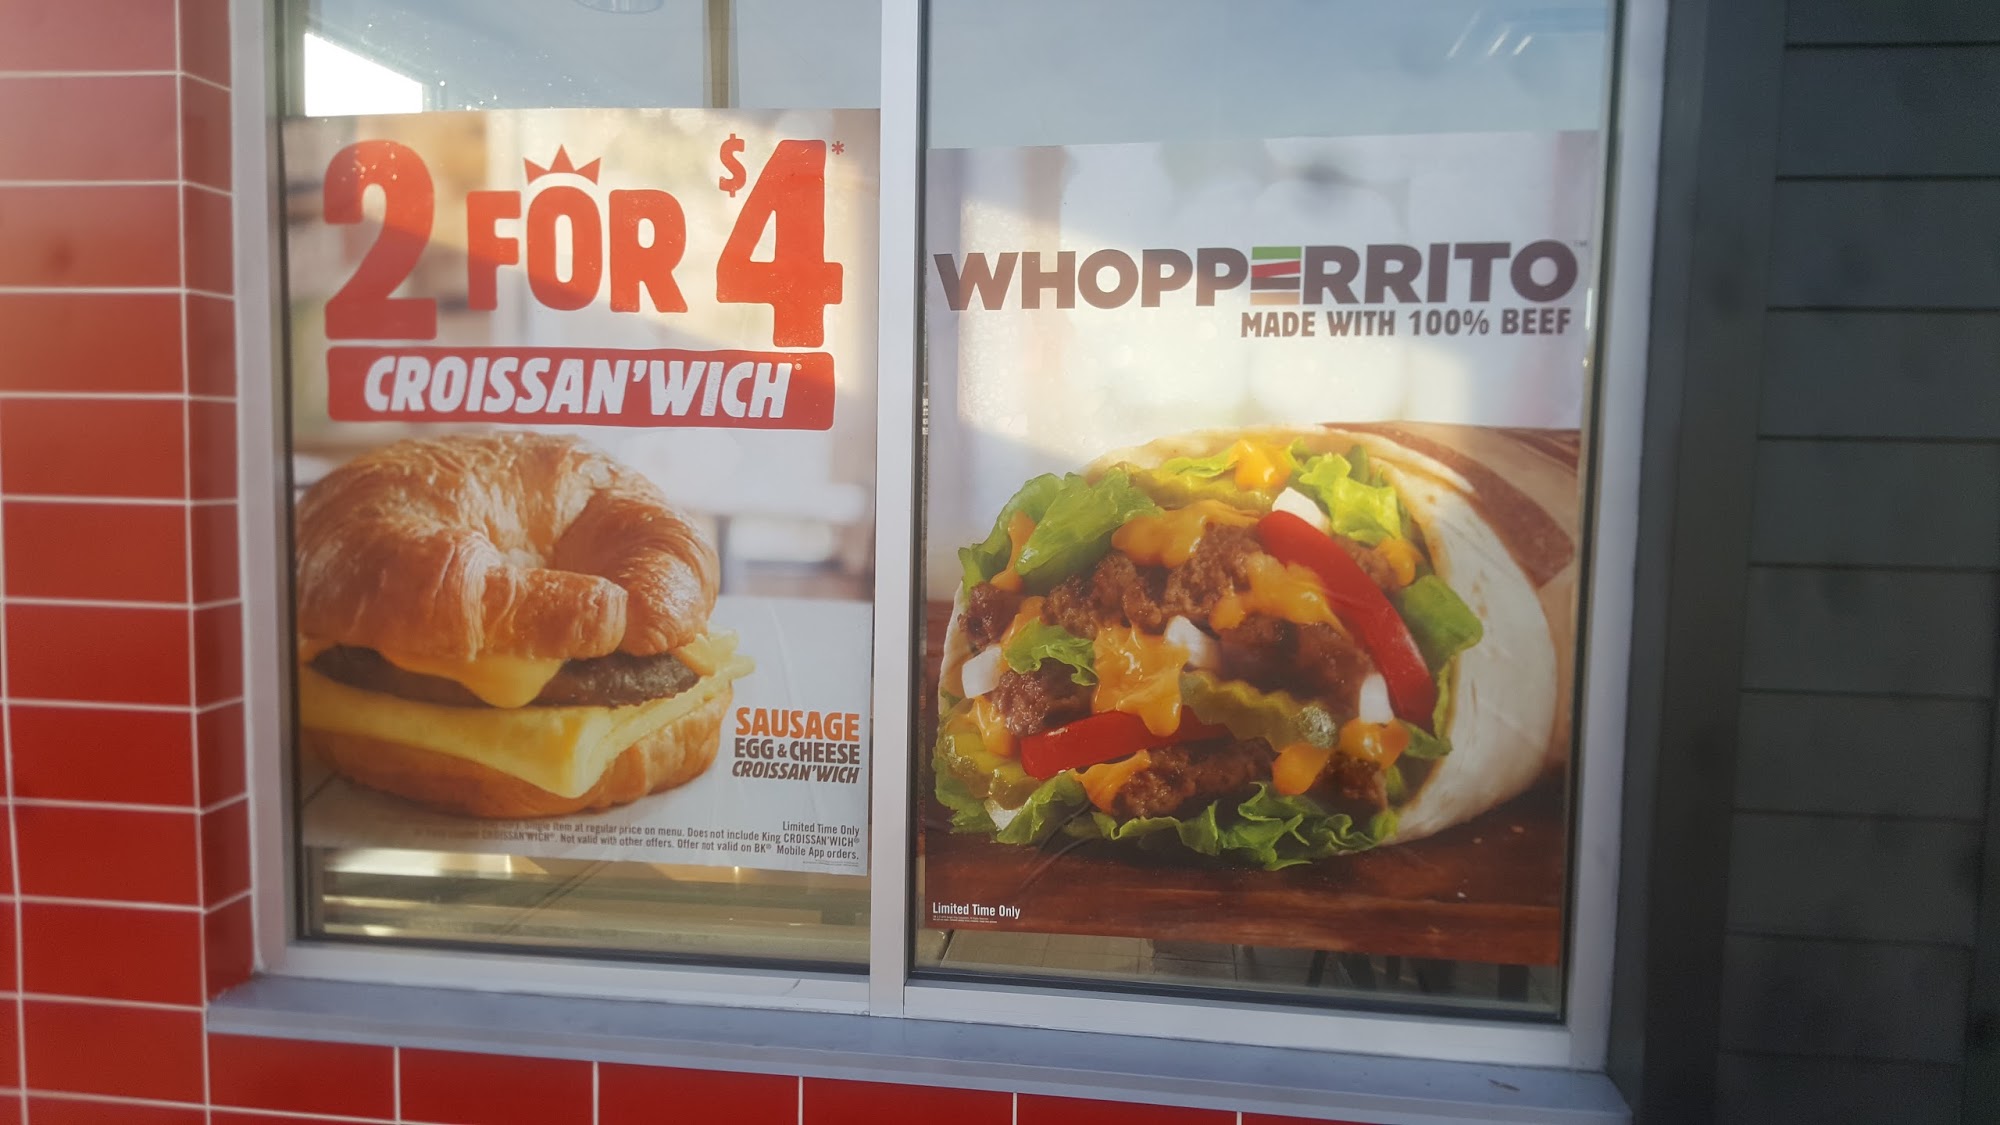 2 FOR $4*
CROISSAN'WICH®
SAUSAGE
EGG & CHEESE
CROISSAN'WICH
Limited Time Only
Single item at regular price on menu. Does not include King CROISSAN'WICH®
CROISSAN'WICH®. Not valid with other offers. Offer not valid on BK® Mobile App orders.
WHOPPERRITO™
MADE WITH 100% BEEF
Limited Time Only